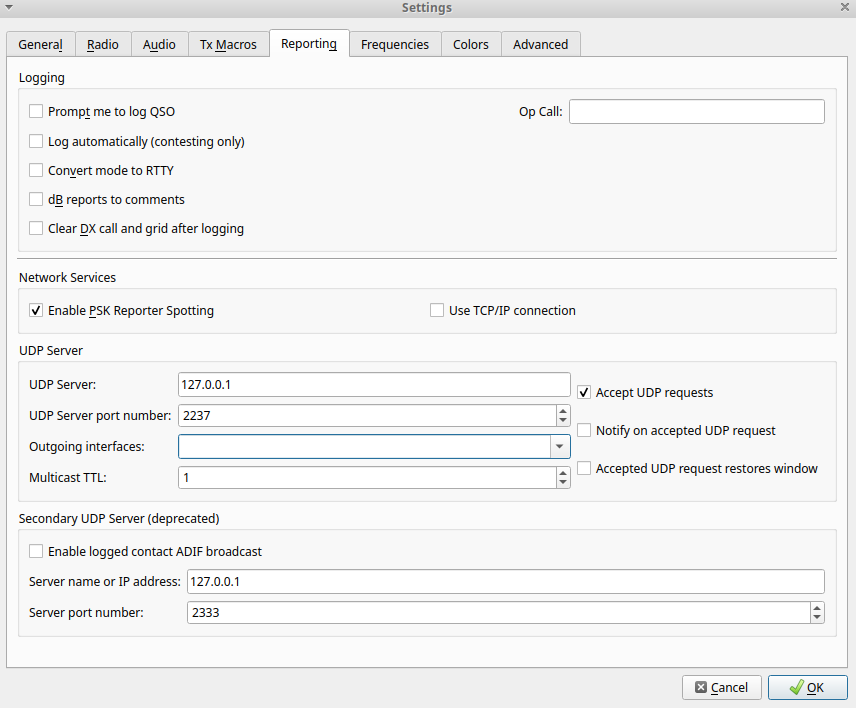 Settings
General Radio Audio Tx Macros Reporting Frequencies Colors Advanced
Logging
Prompt me to log QSO Op Call:
Log automatically (contesting only)
Convert mode to RTTY
dB reports to comments
Clear DX call and grid after logging
Network Services
Enable PSK Reporter Spotting Use TCP/IP connection
UDP Server
UDP Server: 127.0.0.1 Accept UDP requests
UDP Server port number: 2237
Notify on accepted UDP request
Outgoing interfaces:
Accepted UDP request restores window
Multicast TTL: 1
Secondary UDP Server (deprecated)
Enable logged contact ADIF broadcast
Server name or IP address: 127.0.0.1
Server port number: 2333
Cancel OK